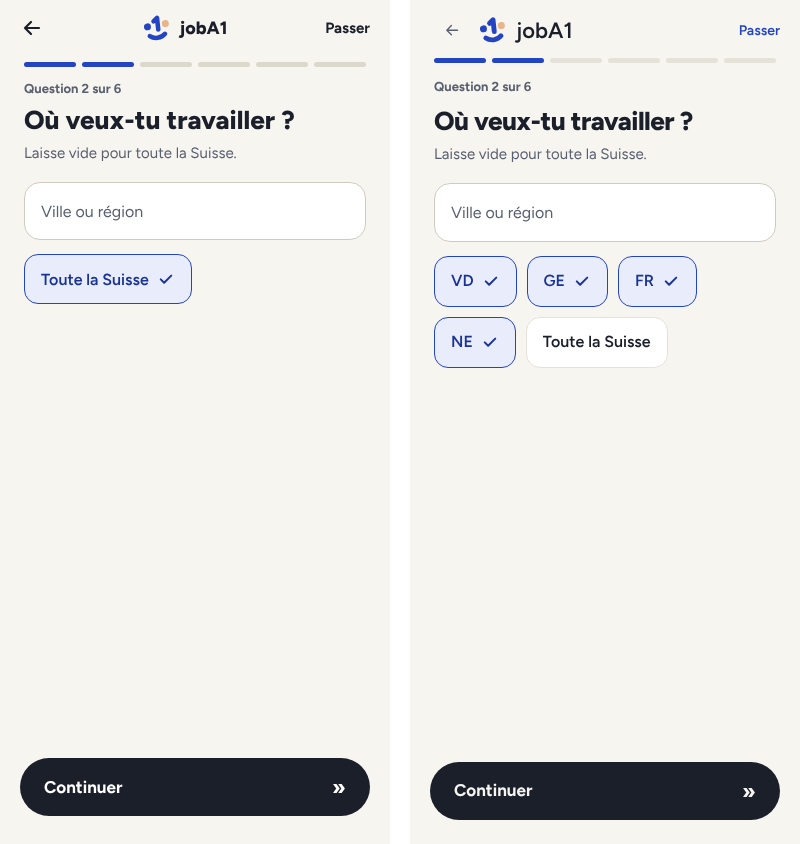 jobA1
Passer
Question 2 sur 6
Où veux-tu travailler ?
Laisse vide pour toute la Suisse.
Ville ou région
Toute la Suisse
Continuer »
jobA1
Passer
Question 2 sur 6
Où veux-tu travailler ?
Laisse vide pour toute la Suisse.
Ville ou région
VD GE FR
NE Toute la Suisse
Continuer »